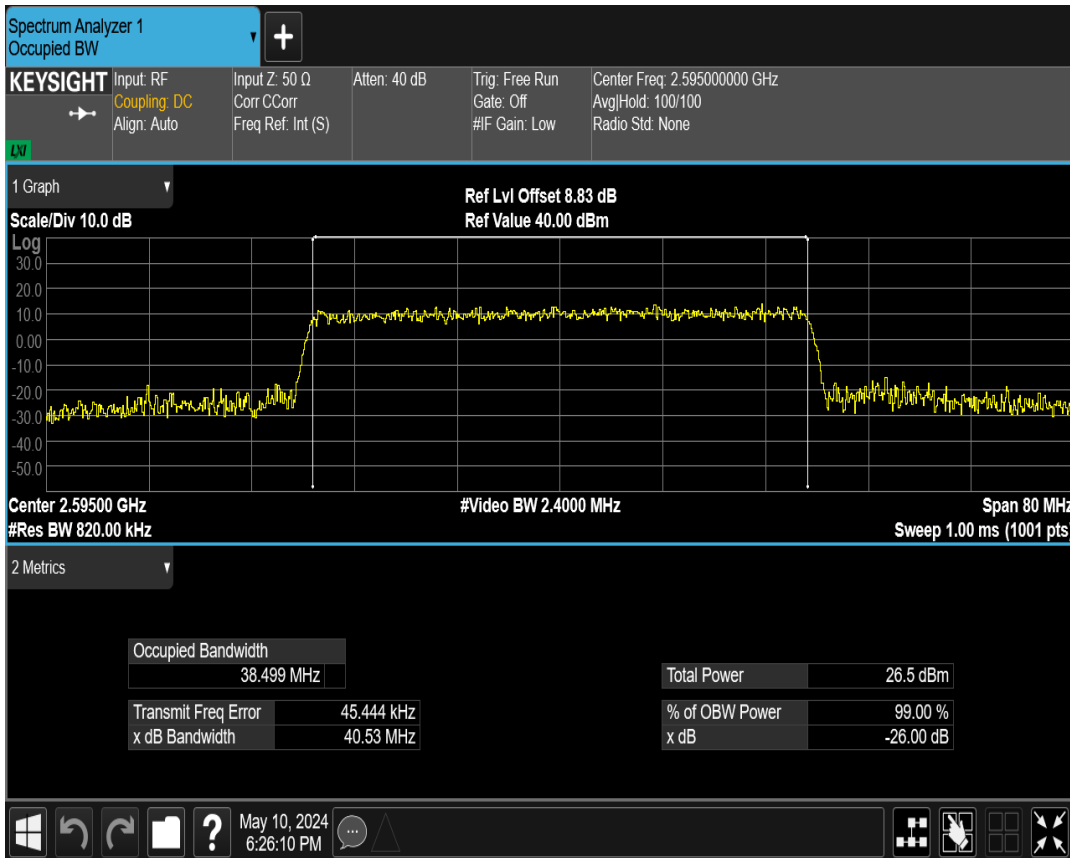 Spectrum Analyzer 1
Occupied BW
KEYSIGHT
LXI
Input: RF
Coupling: DC
Align: Auto
Input Z: 50 Ω
Corr CCorr
Freq Ref: Int (S)
Atten: 40 dB
Trig: Free Run
Gate: Off
#IF Gain: Low
Center Freq: 2.595000000 GHz
Avg|Hold: 100/100
Radio Std: None
1 Graph
Scale/Div 10.0 dB
Ref Lvl Offset 8.83 dB
Ref Value 40.00 dBm
Log
30.0
20.0
10.0
0.00
-10.0
-20.0
-30.0
-40.0
-50.0
Center 2.59500 GHz
#Video BW 2.4000 MHz
Span 80 MHz
#Res BW 820.00 kHz
Sweep 1.00 ms (1001 pts)
2 Metrics
Occupied Bandwidth
38.499 MHz
Transmit Freq Error 45.444 kHz
x dB Bandwidth 40.53 MHz
Total Power 26.5 dBm
% of OBW Power 99.00 %
x dB -26.00 dB
May 10, 2024
6:26:10 PM